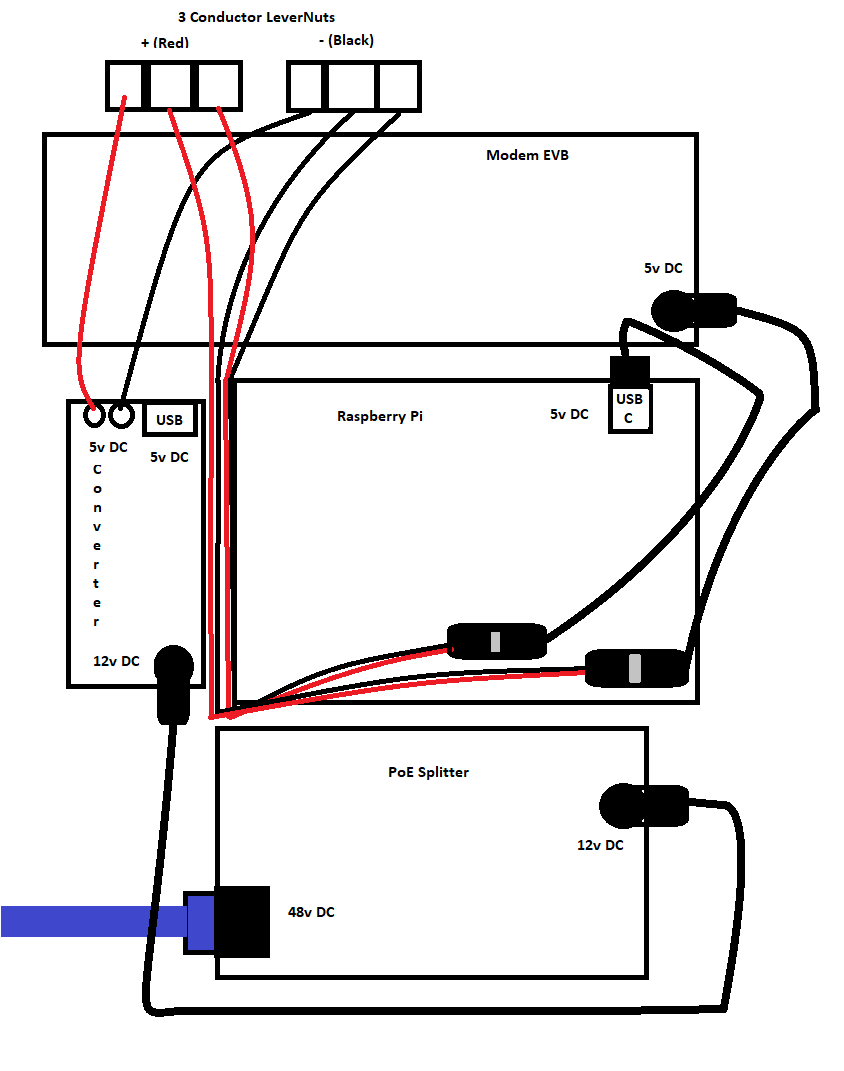 3 Conductor LeverNuts
+ (Red)
- (Black)
Modem EVB
5v DC
USB
C
5v DC
Raspberry Pi
USB
5v DC
5v DC
C
o
n
v
e
r
t
e
r
12v DC
PoE Splitter
12v DC
48v DC